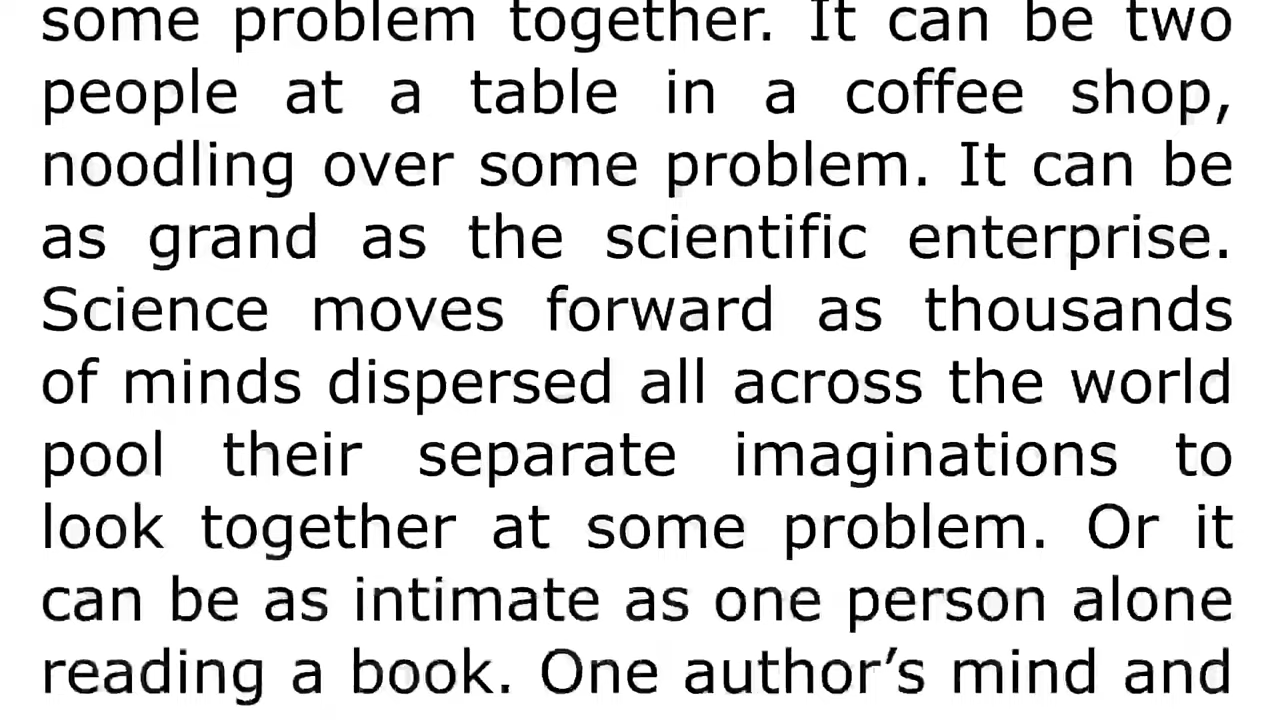 some problem together. It can be two
people at a table in a coffee shop,
noodling over some problem. It can be
as grand as the scientific enterprise.
Science moves forward as thousands
of minds dispersed all across the world
pool their separate imaginations to
look together at some problem. Or it
can be as intimate as one person alone
reading a book. One author’s mind and